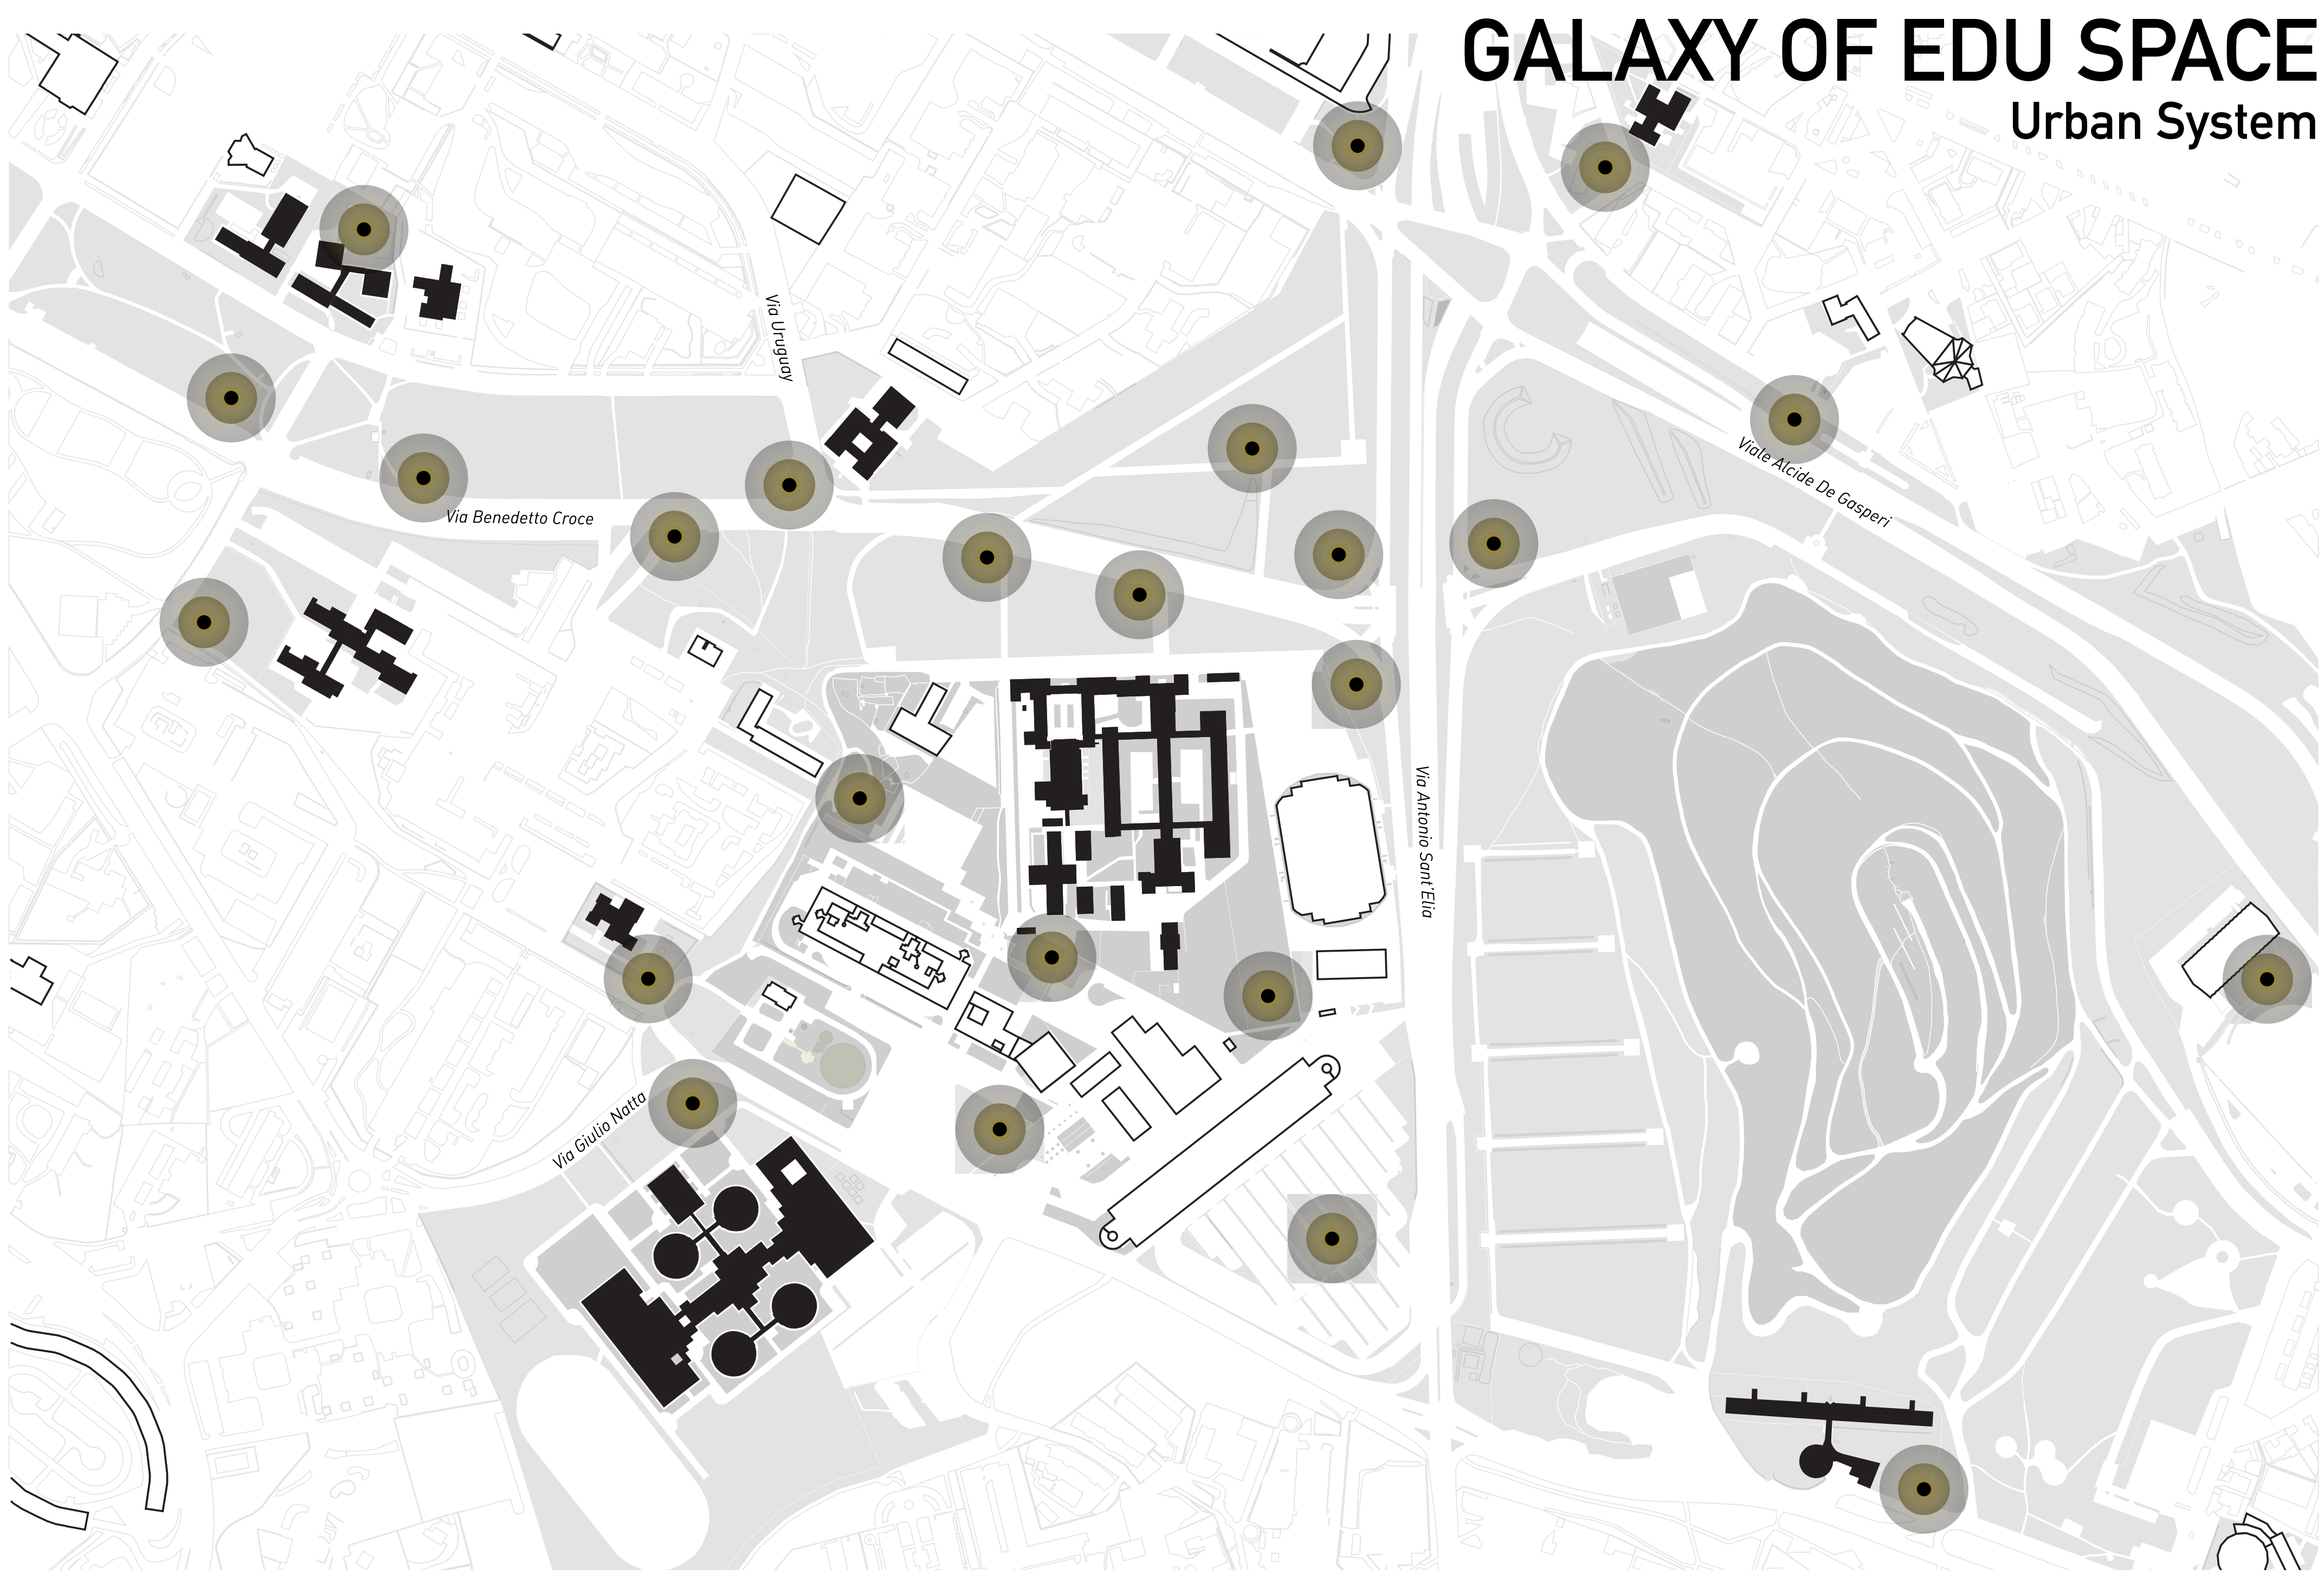 GALAXY OF EDU SPACE
Urban System
Via Uruguay
Viale Alcide De Gasperi
Via Benedetto Croce
Via Antonio Sant'Elia
Via Giulio Natta